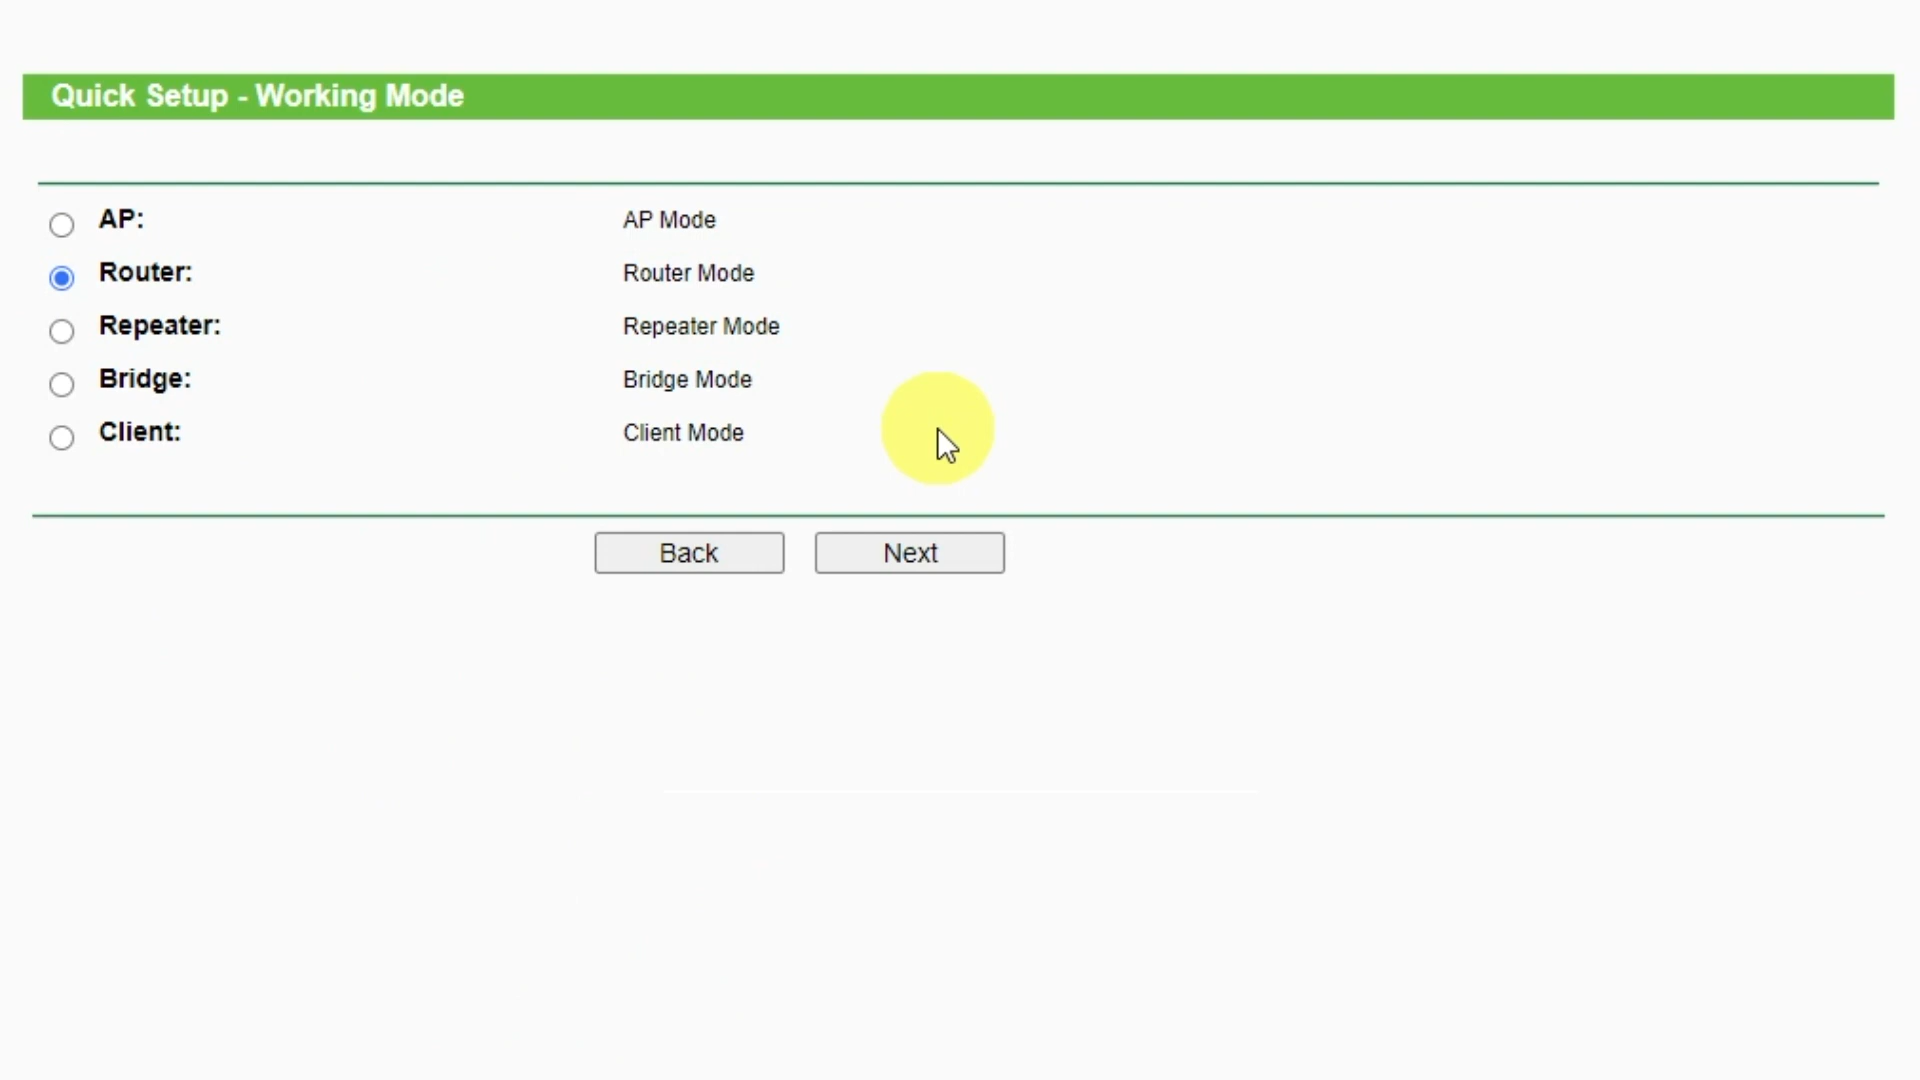 Quick Setup - Working Mode
AP: AP Mode
Router: Router Mode
Repeater: Repeater Mode
Bridge: Bridge Mode
Client: Client Mode
Back Next